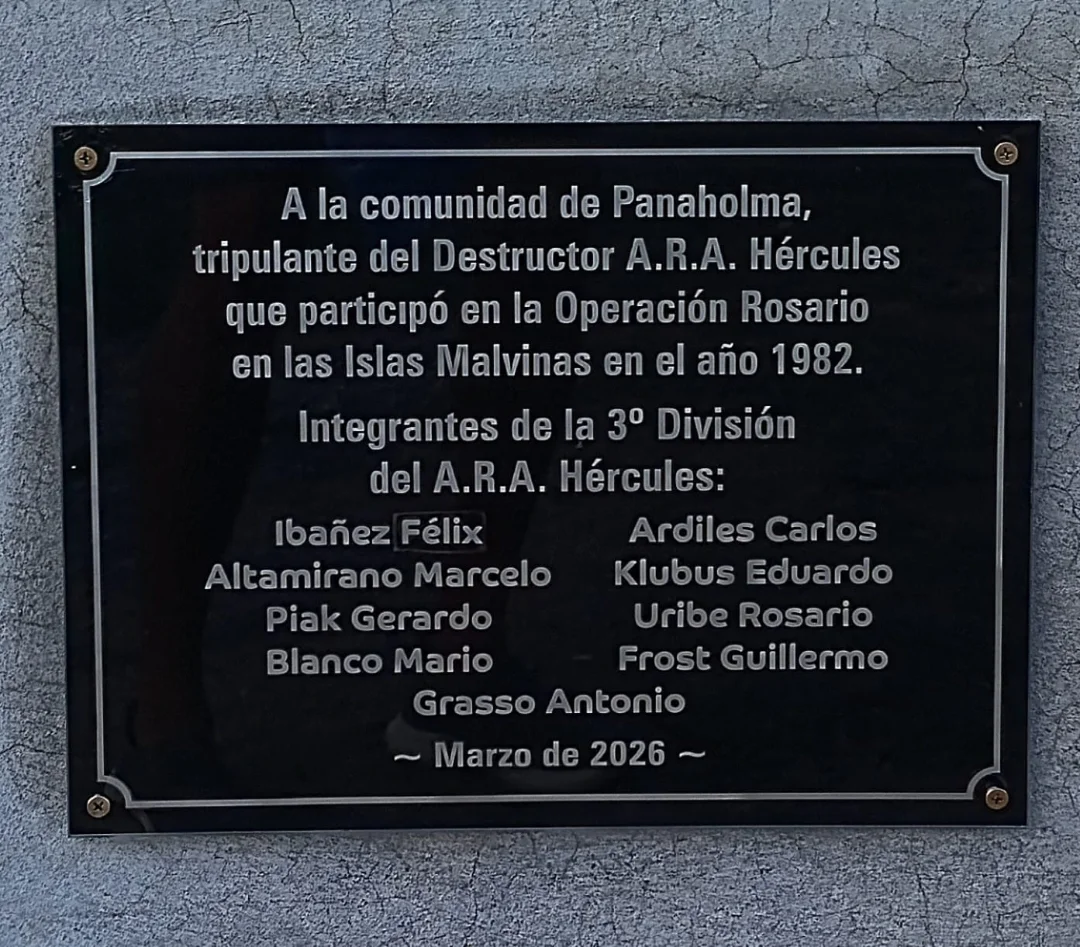 A la comunidad de Panaholma,
tripulante del Destructor A.R.A. Hércules
que participó en la Operación Rosario
en las Islas Malvinas en el año 1982.
Integrantes de la 3º División
del A.R.A. Hércules:
Ibañez Félix Ardiles Carlos
Altamirano Marcelo Klubus Eduardo
Piak Gerardo Uribe Rosario
Blanco Mario Frost Guillermo
Grasso Antonio
~ Marzo de 2026 ~